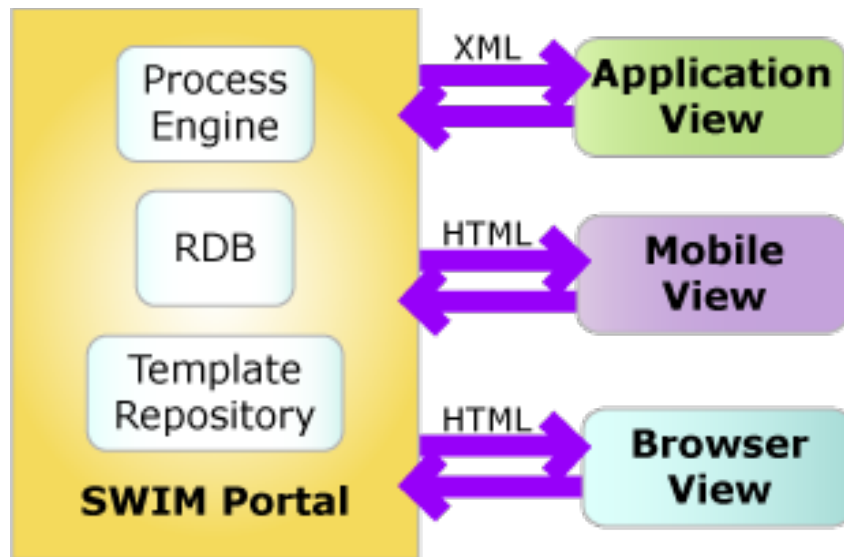 Process
Engine
RDB
Template
Repository
SWIM Portal
XML
Application
View
HTML
Mobile
View
HTML
Browser
View